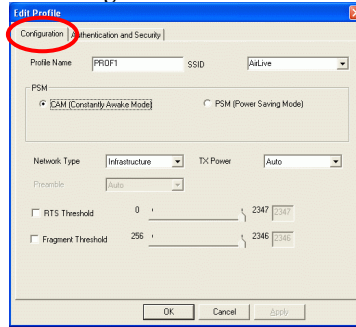 Edit Profile
Configuration Authentication and Security
Profile Name PROF1 SSID AirLive
PSM
CAM (Constantly Awake Mode) PSM (Power Saving Mode)
Network Type Infrastructure TX Power Auto
Preamble Auto
RTS Threshold 0 2347 2347
Fragment Threshold 256 2346 2346
OK Cancel Apply